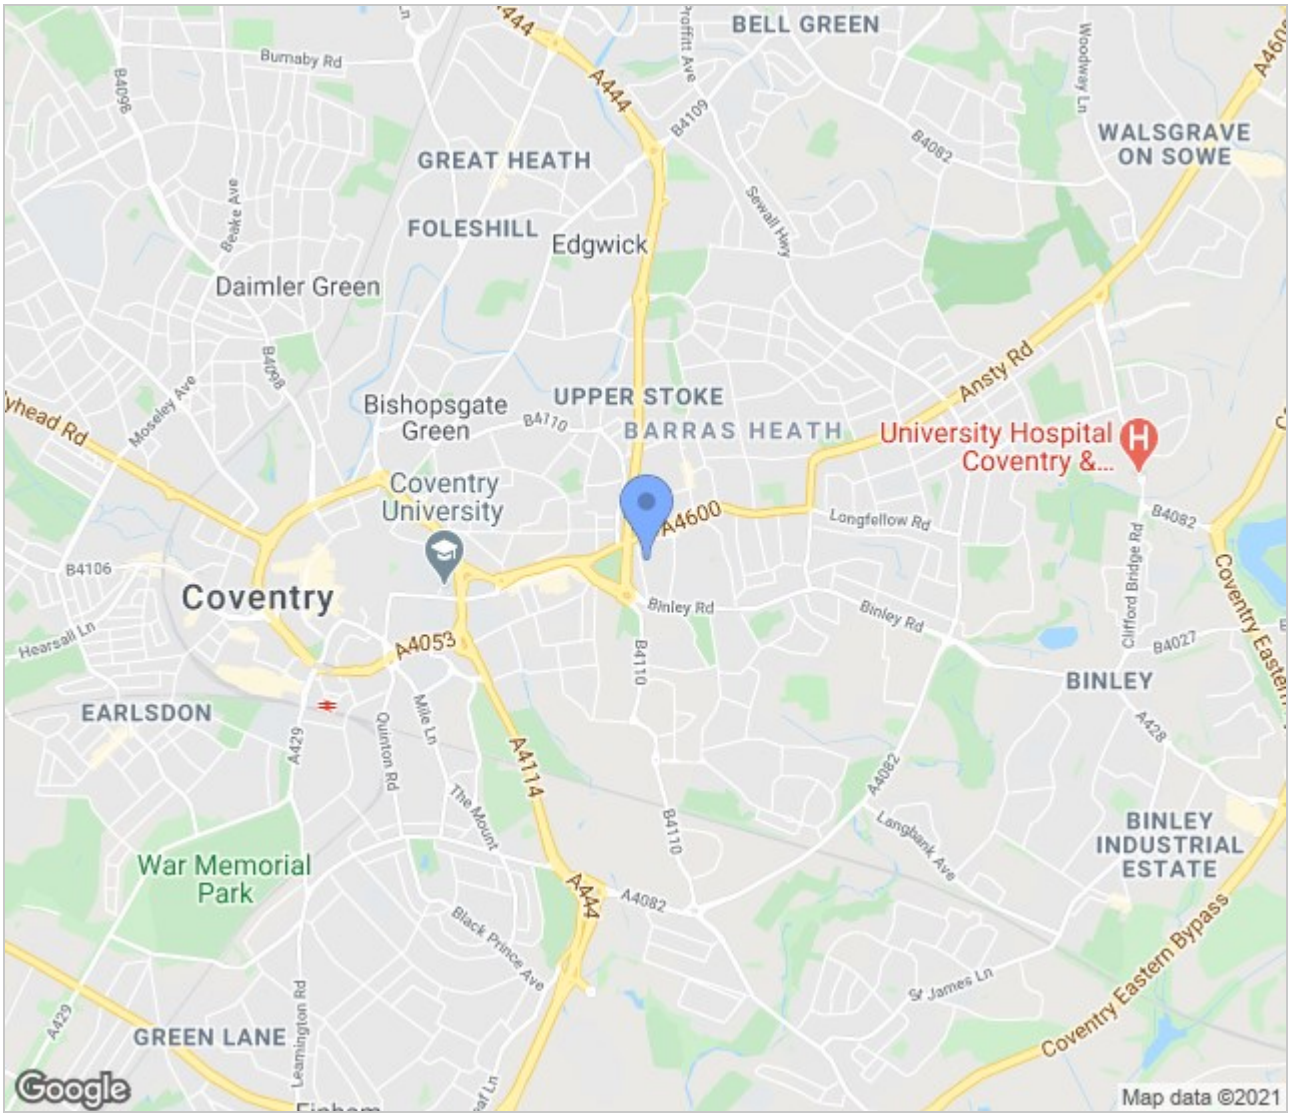 A444
Ln
Proffitt Ave
BELL GREEN
Woodway Ln
A4600
Burnaby Rd
B4098
A444
B4109
B4082
WALSGRAVE
ON SOWE
GREAT HEATH
Beake Ave
Sewall Hwy
FOLESHILL
Edgwick
Daimler Green
B4098
Moseley Ave
Ansty Rd
yhead Rd
UPPER STOKE
Bishopsgate
Green
B4110
BARRAS HEATH
University Hospital
Coventry &...
H
Coventry
University
A4600
Longfellow Rd
B4082
Clifford Bridge Rd
B4106
Coventry
Binley Rd
Binley Rd
Coventry Eastern
Hearsall Ln
A4053
B4110
B4027
BINLEY
EARLSDON
Mile Ln
Quinton Rd
A429
A4114
A428
A4082
The Mount
B4110
Langbank Ave
BINLEY
INDUSTRIAL
ESTATE
War Memorial
Park
A444
A4082
Black Prince Ave
St James Ln
Coventry Eastern Bypass
A429
Leamington Rd
GREEN LANE
Google
Finham
af Ln
Map data ©2021